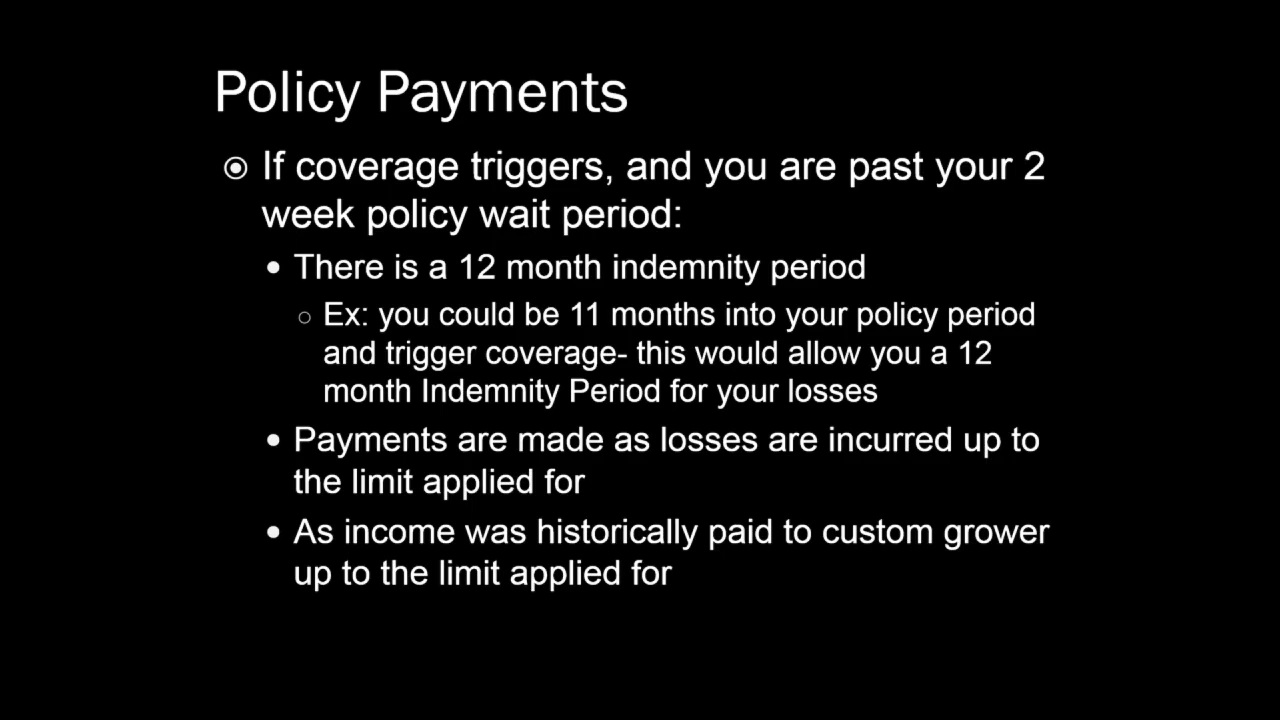 Policy Payments
If coverage triggers, and you are past your 2
week policy wait period:
There is a 12 month indemnity period
Ex: you could be 11 months into your policy period
and trigger coverage- this would allow you a 12
month Indemnity Period for your losses
Payments are made as losses are incurred up to
the limit applied for
As income was historically paid to custom grower
up to the limit applied for